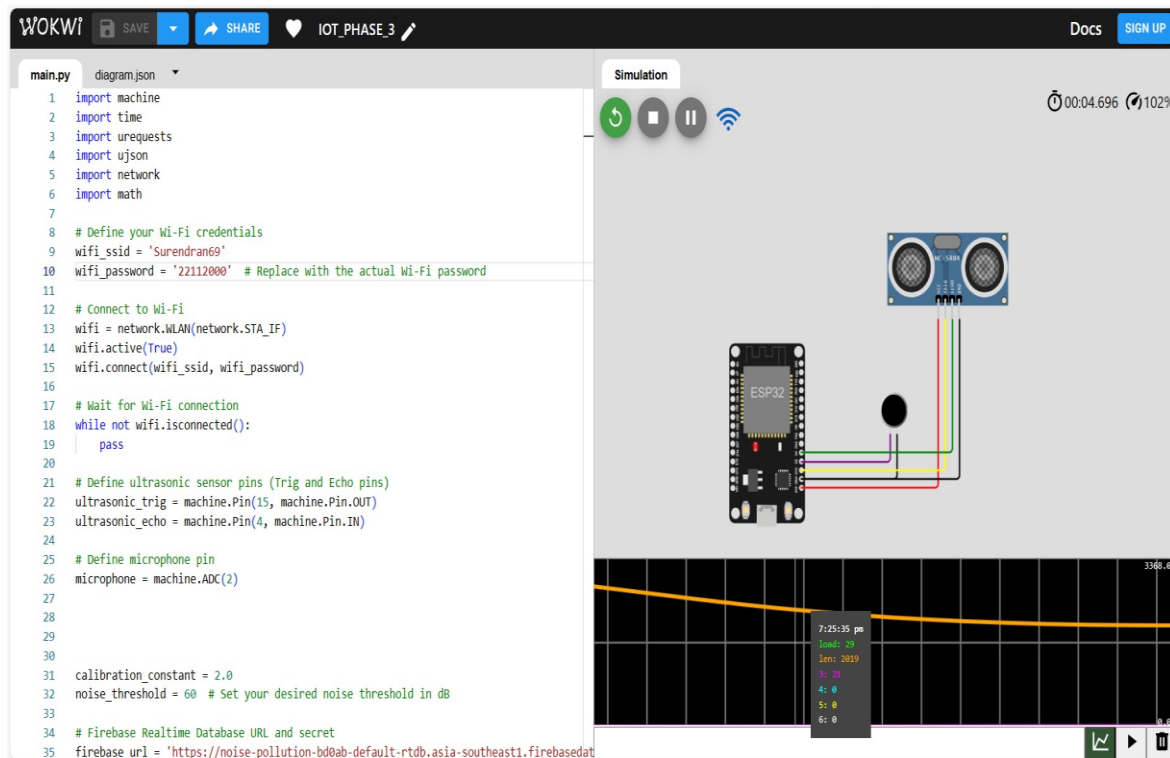 WOKWi SAVE SHARE IOT_PHASE_3 Docs SIGN UP
main.py diagram.json
1 import machine
2 import time
3 import urequests
4 import ujson
5 import network
6 import math
7
8 # Define your Wi-Fi credentials
9 wifi_ssid = 'Surendran69'
10 wifi_password = '22112000' # Replace with the actual Wi-Fi password
11
12 # Connect to Wi-Fi
13 wifi = network.WLAN(network.STA_IF)
14 wifi.active(True)
15 wifi.connect(wifi_ssid, wifi_password)
16
17 # Wait for Wi-Fi connection
18 while not wifi.isconnected():
19 pass
20
21 # Define ultrasonic sensor pins (Trig and Echo pins)
22 ultrasonic_trig = machine.Pin(15, machine.Pin.OUT)
23 ultrasonic_echo = machine.Pin(4, machine.Pin.IN)
24
25 # Define microphone pin
26 microphone = machine.ADC(2)
27
28
29
30
31 calibration_constant = 2.0
32 noise_threshold = 60 # Set your desired noise threshold in dB
33
34 # Firebase Realtime Database URL and secret
35 firebase_url = 'https://noise-pollution-bd0ab-default-rtdb.asia-southeast1.firebasedat
Simulation
00:04.696 102%
HC-SR04
ESP32
3368.0
7:25:35 pm
load: 29
len: 2019
3: 21
4: 0
5: 0
6: 0
0.0